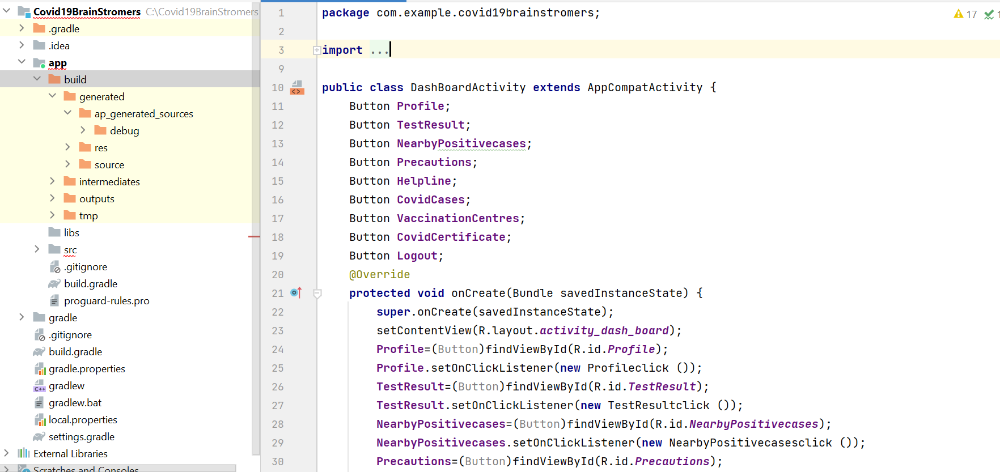 Covid19BrainStromers C:\Covid19BrainStromers
.gradle
.idea
app
build
generated
ap_generated_sources
debug
res
source
intermediates
outputs
tmp
libs
src
.gitignore
build.gradle
proguard-rules.pro
gradle
.gitignore
build.gradle
gradle.properties
gradlew
gradlew.bat
local.properties
settings.gradle
External Libraries
Scratches and Consoles
17 1
1 package com.example.covid19brainstromers;
2
3 import ...
9
10 public class DashBoardActivity extends AppCompatActivity {
11 Button Profile;
12 Button TestResult;
13 Button NearbyPositivecases;
14 Button Precautions;
15 Button Helpline;
16 Button CovidCases;
17 Button VaccinationCentres;
18 Button CovidCertificate;
19 Button Logout;
20 @Override
21 protected void onCreate(Bundle savedInstanceState) {
22 super.onCreate(savedInstanceState);
23 setContentView(R.layout.activity_dash_board);
24 Profile=(Button)findViewById(R.id.Profile);
25 Profile.setOnClickListener(new Profileclick ());
26 TestResult=(Button)findViewById(R.id.TestResult);
27 TestResult.setOnClickListener(new TestResultclick ());
28 NearbyPositivecases=(Button)findViewById(R.id.NearbyPositivecases);
29 NearbyPositivecases.setOnClickListener(new NearbyPositivecasesclick ());
30 Precautions=(Button)findViewById(R.id.Precautions);